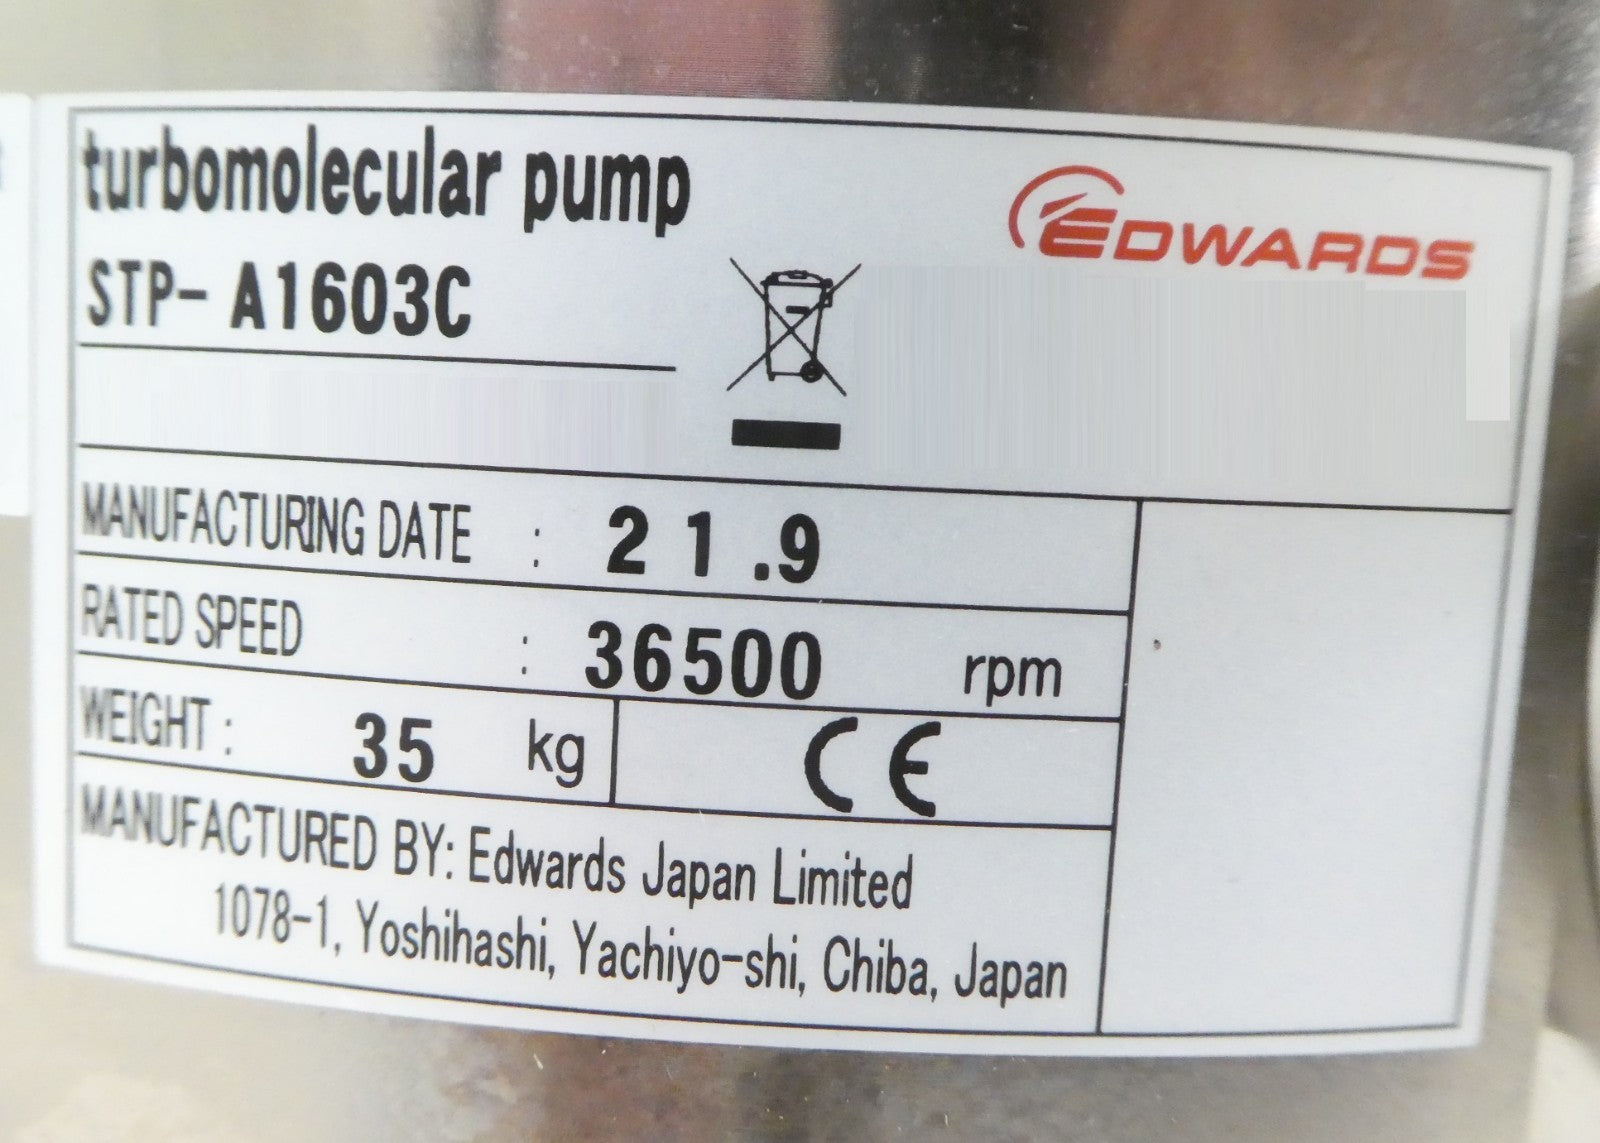 turbomolecular pump
EDWARDS
STP- A1603C
MANUFACTURING DATE : 21.9
RATED SPEED : 36500 rpm
WEIGHT : 35 kg CE
MANUFACTURED BY: Edwards Japan Limited
1078-1, Yoshihashi, Yachiyo-shi, Chiba, Japan